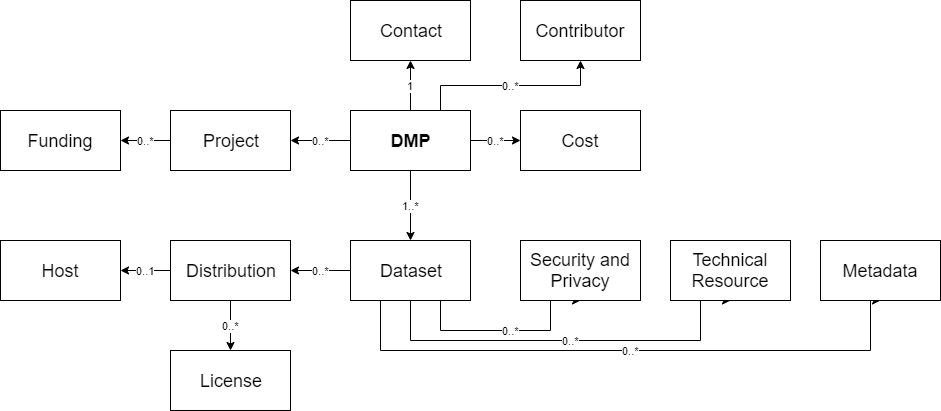 Contact
Contributor
1
0..*
Funding
0..*
Project
0..*
DMP
0..*
Cost
1..*
Host
0..1
Distribution
0..*
Dataset
Security and
Privacy
Technical
Resource
Metadata
0..*
0..*
0..*
0..*
License